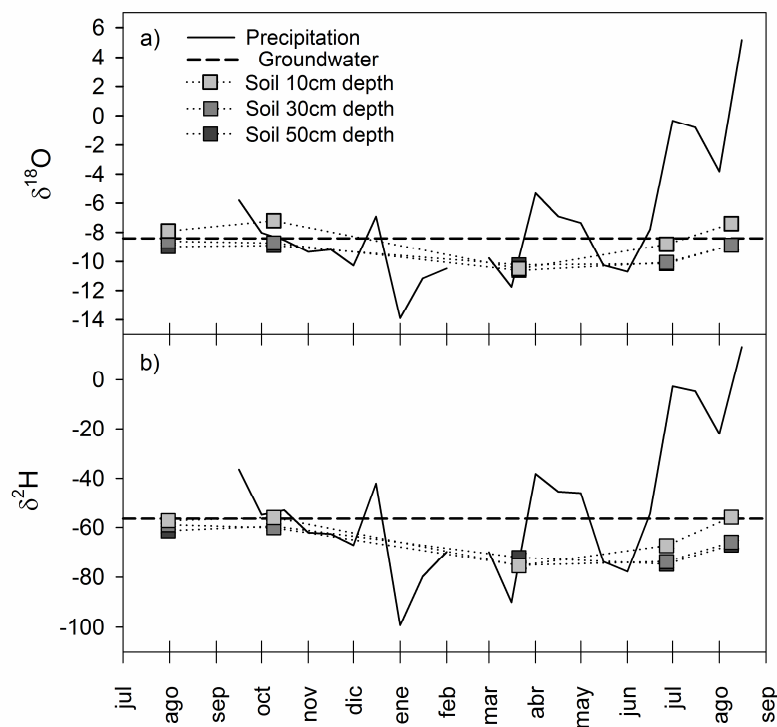 a)
Precipitation
Groundwater
Soil 10cm depth
Soil 30cm depth
Soil 50cm depth
δ¹⁸O
6
4
2
0
-2
-4
-6
-8
-10
-12
-14
b)
δ²H
0
-20
-40
-60
-80
-100
jul ago sep oct nov dic ene feb mar abr may jun jul ago sep